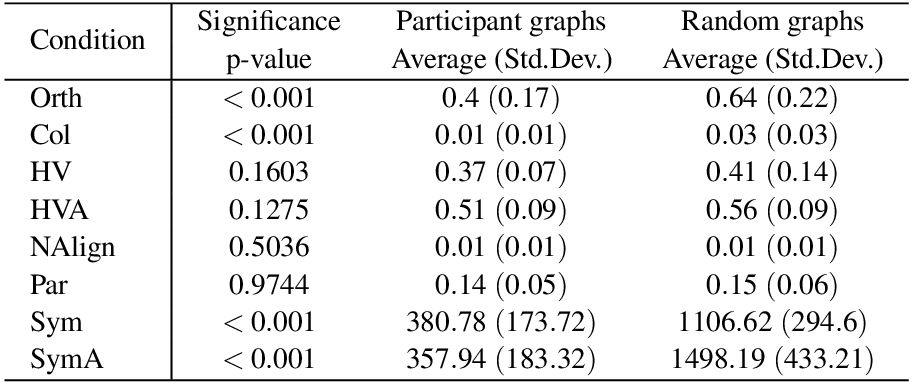 Condition Significance p-value Participant graphs Average (Std.Dev.) Random graphs Average (Std.Dev.)
Orth < 0.001 0.4 (0.17) 0.64 (0.22)
Col < 0.001 0.01 (0.01) 0.03 (0.03)
HV 0.1603 0.37 (0.07) 0.41 (0.14)
HVA 0.1275 0.51 (0.09) 0.56 (0.09)
NAlign 0.5036 0.01 (0.01) 0.01 (0.01)
Par 0.9744 0.14 (0.05) 0.15 (0.06)
Sym < 0.001 380.78 (173.72) 1106.62 (294.6)
SymA < 0.001 357.94 (183.32) 1498.19 (433.21)